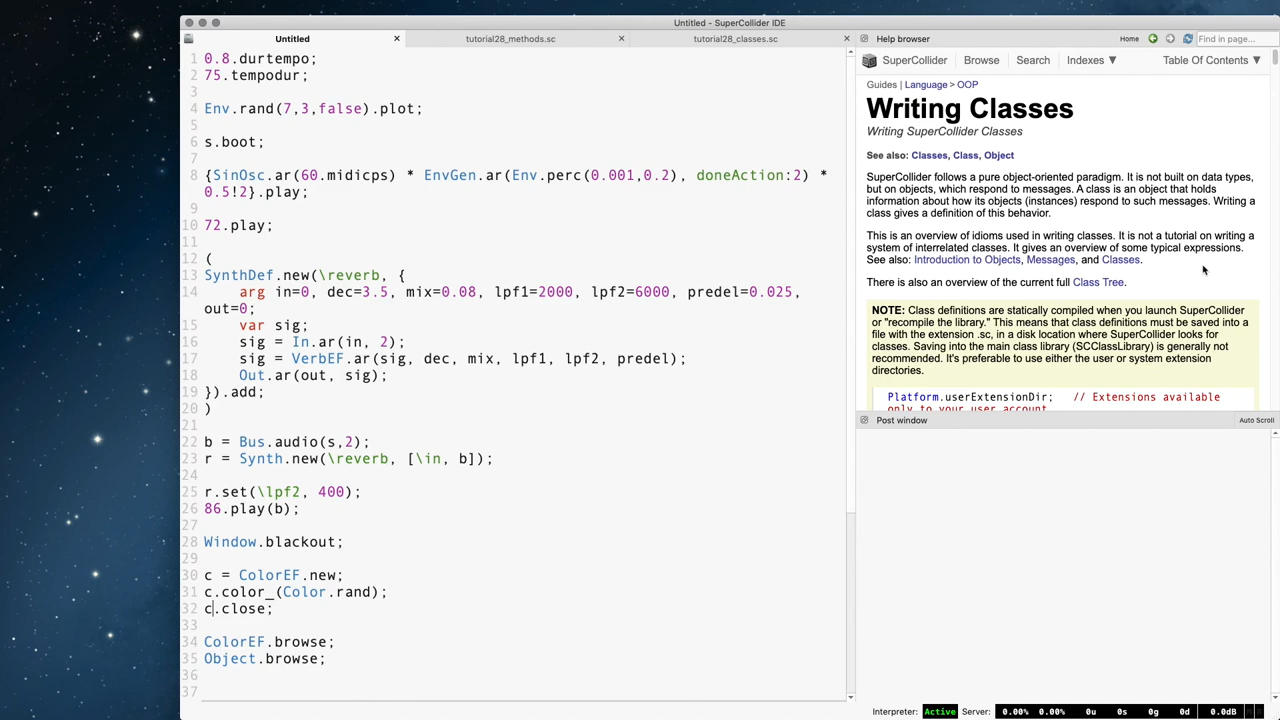 Untitled - SuperCollider IDE
Untitled
tutorial28_methods.sc
tutorial28_classes.sc
1 0.8.durtempo;
2 75.tempodur;
3
4 Env.rand(7,3,false).plot;
5
6 s.boot;
7
8 {SinOsc.ar(60.midicps) * EnvGen.ar(Env.perc(0.001,0.2), doneAction:2) *
0.5!2}.play;
9
10 72.play;
11
12 (
13 SynthDef.new(\reverb, {
14 arg in=0, dec=3.5, mix=0.08, lpf1=2000, lpf2=6000, predel=0.025,
out=0;
15 var sig;
16 sig = In.ar(in, 2);
17 sig = VerbEF.ar(sig, dec, mix, lpf1, lpf2, predel);
18 Out.ar(out, sig);
19 }).add;
20 )
21
22 b = Bus.audio(s,2);
23 r = Synth.new(\reverb, [\in, b]);
24
25 r.set(\lpf2, 400);
26 86.play(b);
27
28 Window.blackout;
29
30 c = ColorEF.new;
31 c.color_(Color.rand);
32 c.close;
33
34 ColorEF.browse;
35 Object.browse;
36
37
Help browser
Home
Find in page...
SuperCollider Browse Search Indexes ▼ Table Of Contents ▼
Guides | Language > OOP
Writing Classes
Writing SuperCollider Classes
See also: Classes, Class, Object
SuperCollider follows a pure object-oriented paradigm. It is not built on data types,
but on objects, which respond to messages. A class is an object that holds
information about how its objects (instances) respond to such messages. Writing a
class gives a definition of this behavior.
This is an overview of idioms used in writing classes. It is not a tutorial on writing a
system of interrelated classes. It gives an overview of some typical expressions.
See also: Introduction to Objects, Messages, and Classes.
There is also an overview of the current full Class Tree.
NOTE: Class definitions are statically compiled when you launch SuperCollider
or "recompile the library." This means that class definitions must be saved into a
file with the extension .sc, in a disk location where SuperCollider looks for
classes. Saving into the main class library (SCClassLibrary) is generally not
recommended. It's preferable to use either the user or system extension
directories.
Platform.userExtensionDir; // Extensions available
only to your user account
Post window
Auto Scroll
Interpreter: Active Server: 0.00% 0.00% 0u 0s 0g 0d 0.0dB